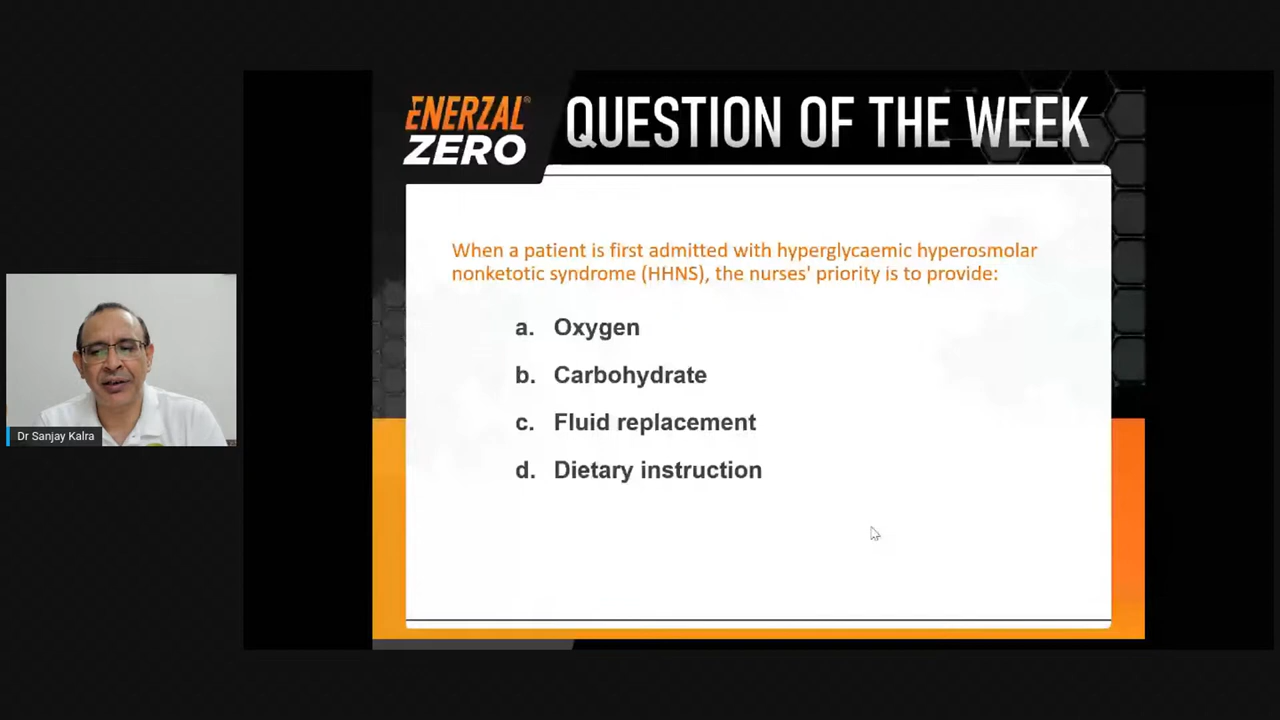 ENERZAL®
ZERO
QUESTION OF THE WEEK
When a patient is first admitted with hyperglycaemic hyperosmolar
nonketotic syndrome (HHNS), the nurses' priority is to provide:
a. Oxygen
b. Carbohydrate
c. Fluid replacement
d. Dietary instruction
Dr Sanjay Kalra